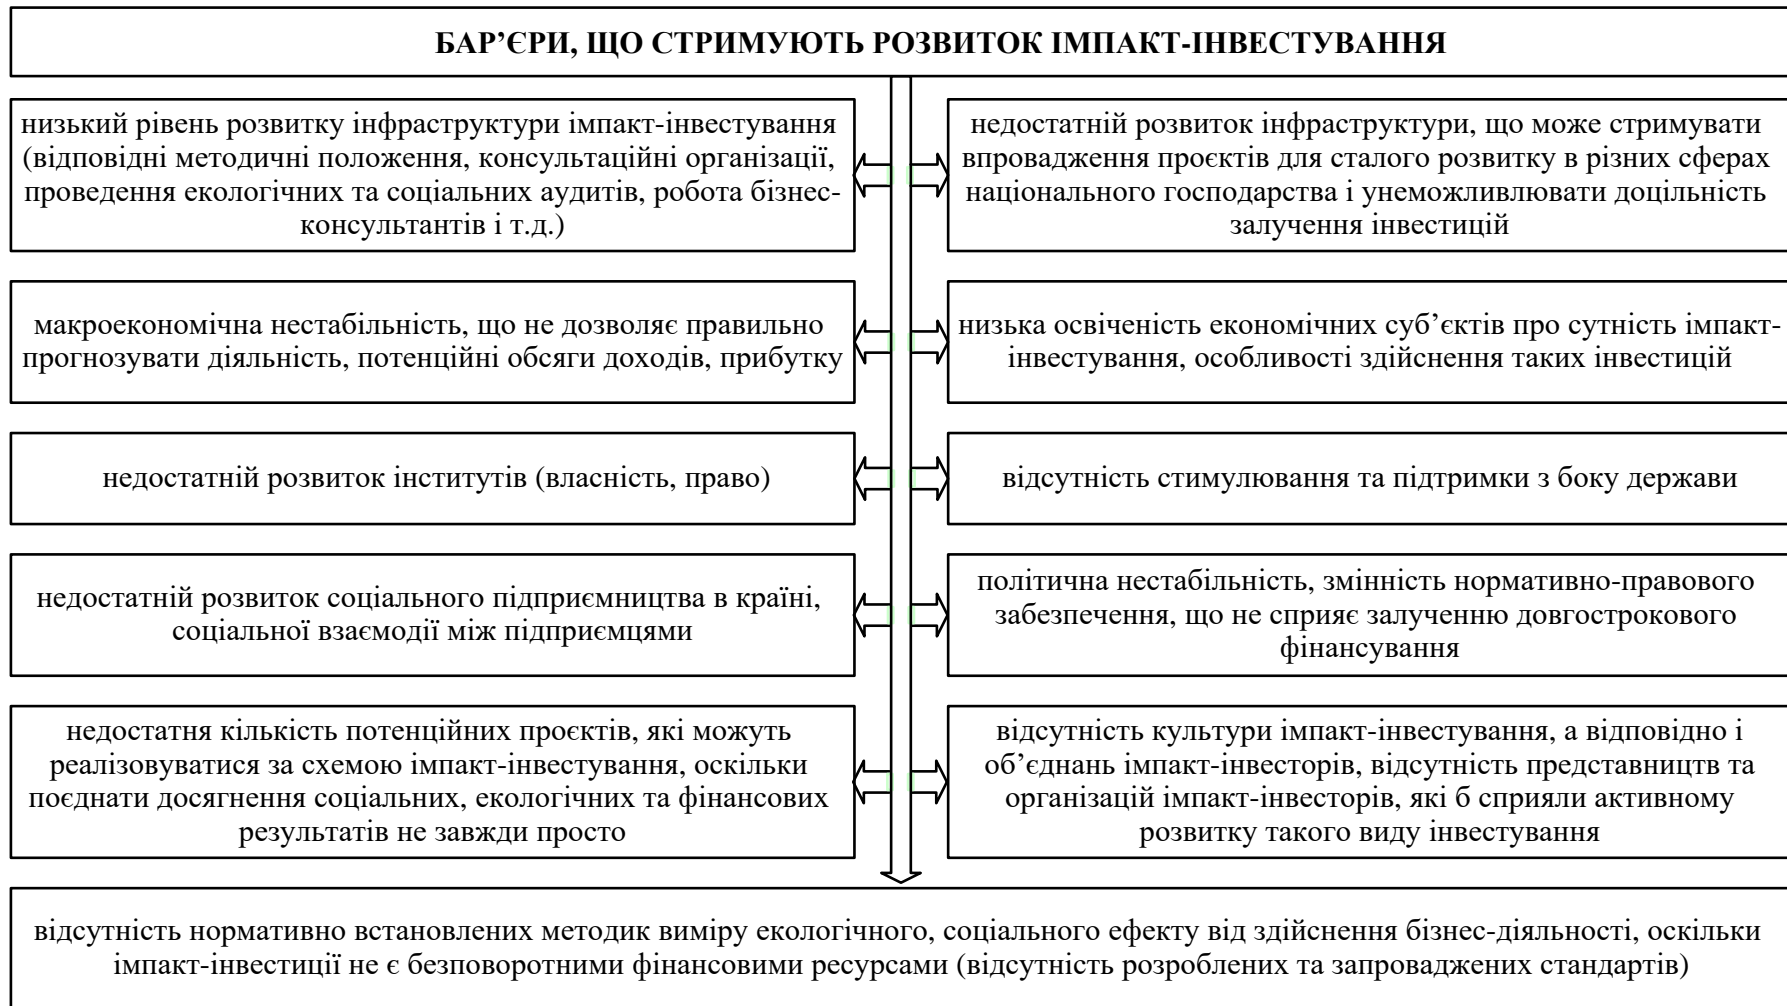 БАР’ЄРИ, ЩО СТРИМУЮТЬ РОЗВИТОК ІМПАКТ-ІНВЕСТУВАННЯ
низький рівень розвитку інфраструктури імпакт-інвестування
(відповідні методичні положення, консультаційні організації,
проведення екологічних та соціальних аудитів, робота бізнес-
консультантів і т.д.)
недостатній розвиток інфраструктури, що може стримувати
впровадження проєктів для сталого розвитку в різних сферах
національного господарства і унеможливлювати доцільність
залучення інвестицій
макроекономічна нестабільність, що не дозволяє правильно
прогнозувати діяльність, потенційні обсяги доходів, прибутку
низька освіченість економічних суб’єктів про сутність імпакт-
інвестування, особливості здійснення таких інвестицій
недостатній розвиток інститутів (власність, право)
відсутність стимулювання та підтримки з боку держави
недостатній розвиток соціального підприємництва в країні,
соціальної взаємодії між підприємцями
політична нестабільність, змінність нормативно-правового
забезпечення, що не сприяє залученню довгострокового
фінансування
недостатня кількість потенційних проєктів, які можуть
реалізовуватися за схемою імпакт-інвестування, оскільки
поєднати досягнення соціальних, екологічних та фінансових
результатів не завжди просто
відсутність культури імпакт-інвестування, а відповідно і
об’єднань імпакт-інвесторів, відсутність представництв та
організацій імпакт-інвесторів, які б сприяли активному
розвитку такого виду інвестування
відсутність нормативно встановлених методик виміру екологічного, соціального ефекту від здійснення бізнес-діяльності, оскільки
імпакт-інвестиції не є безповоротними фінансовими ресурсами (відсутність розроблених та запроваджених стандартів)